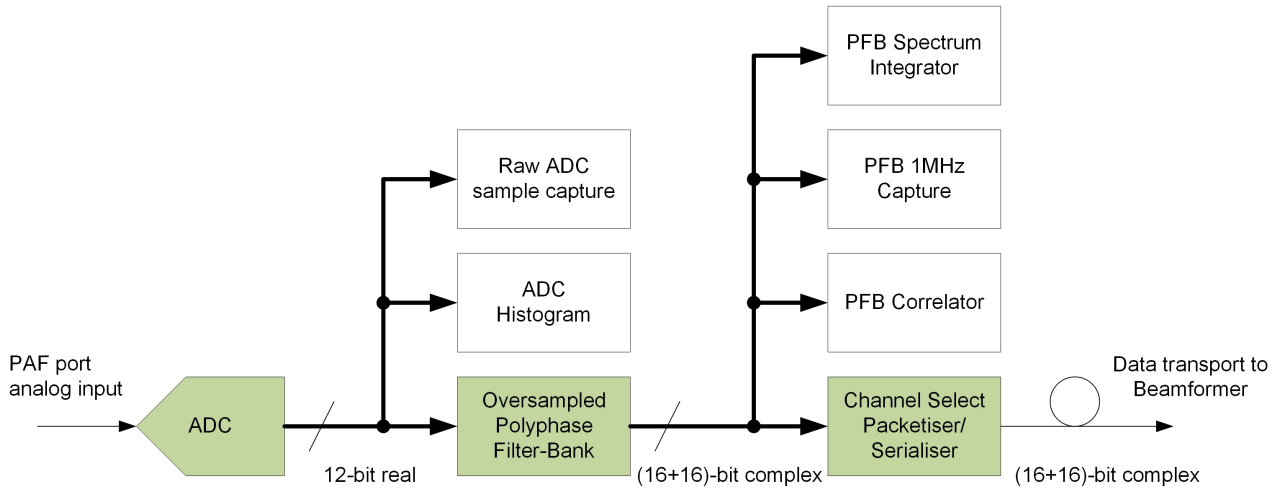 PFB Spectrum
Integrator
Raw ADC
sample capture
PFB 1MHz
Capture
ADC
Histogram
PFB Correlator
PAF port
analog input
ADC
Oversampled
Polyphase
Filter-Bank
Channel Select
Packetiser/
Serialiser
Data transport to
Beamformer
12-bit real
(16+16)-bit complex
(16+16)-bit complex